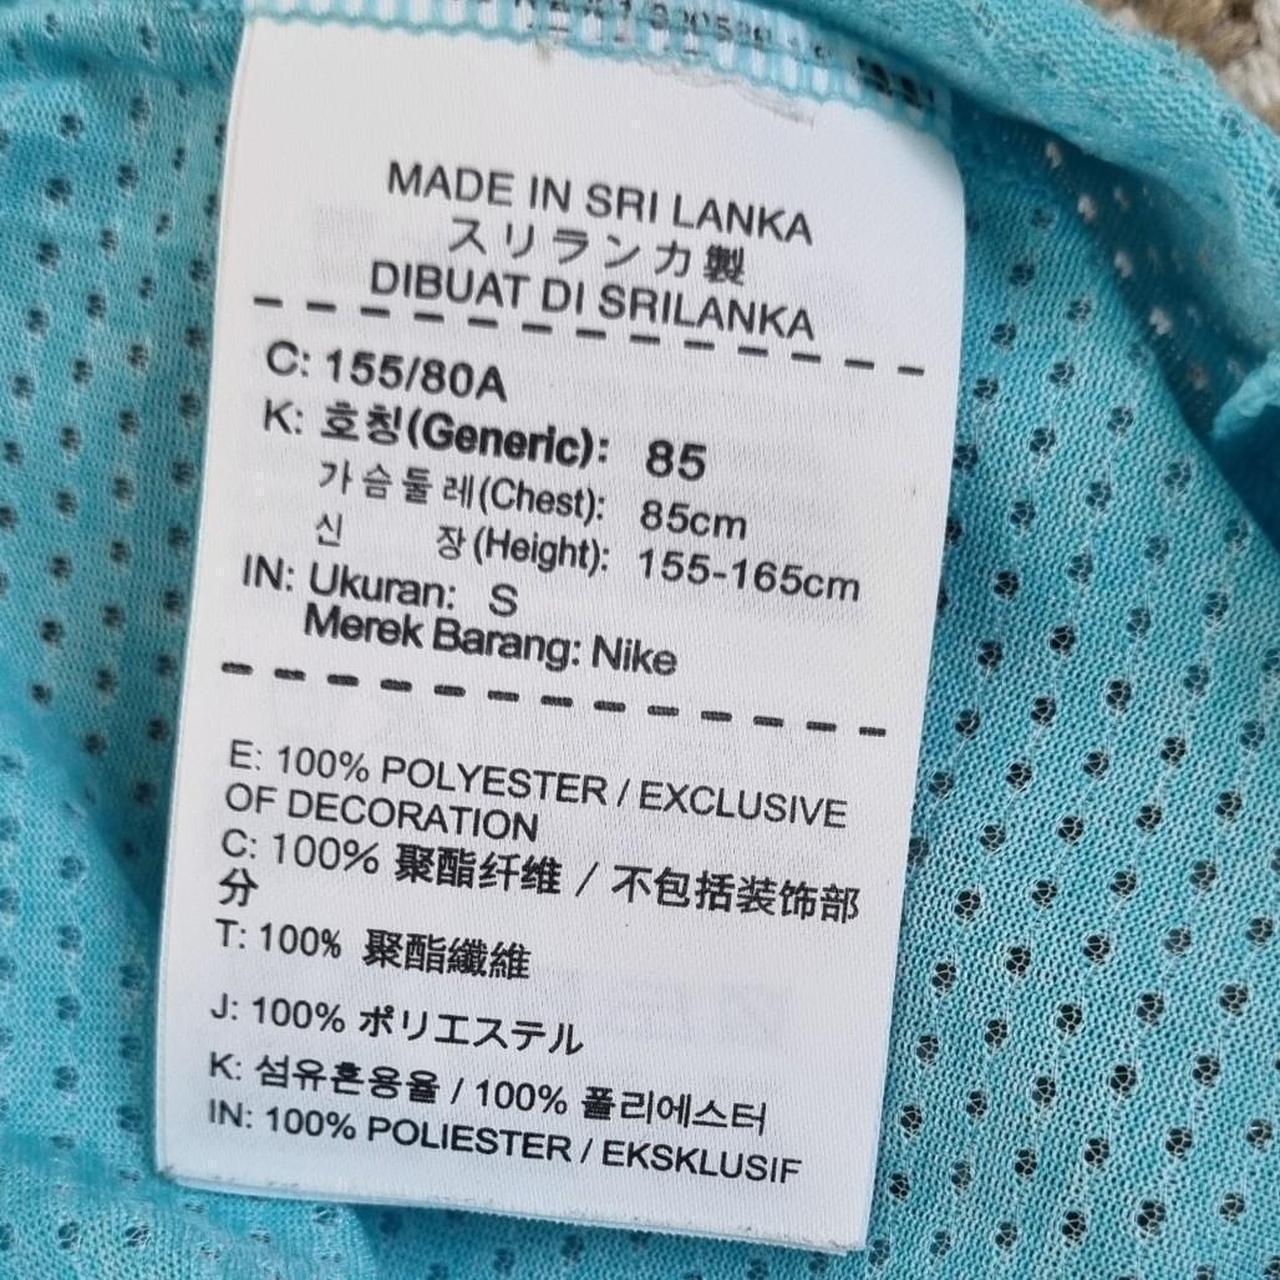 MADE IN SRI LANKA
スリランカ製
DIBUAT DI SRILANKA
C: 155/80A
K: 호칭(Generic): 85
가슴둘레(Chest): 85cm
신 장(Height): 155-165cm
IN: Ukuran: S
Merek Barang: Nike
E: 100% POLYESTER / EXCLUSIVE
OF DECORATION
C: 100% 聚酯纤维 / 不包括装饰部
分
T: 100% 聚酯纖維
J: 100% ポリエステル
K: 섬유혼용율 / 100% 폴리에스터
IN: 100% POLIESTER / EKSKLUSIF